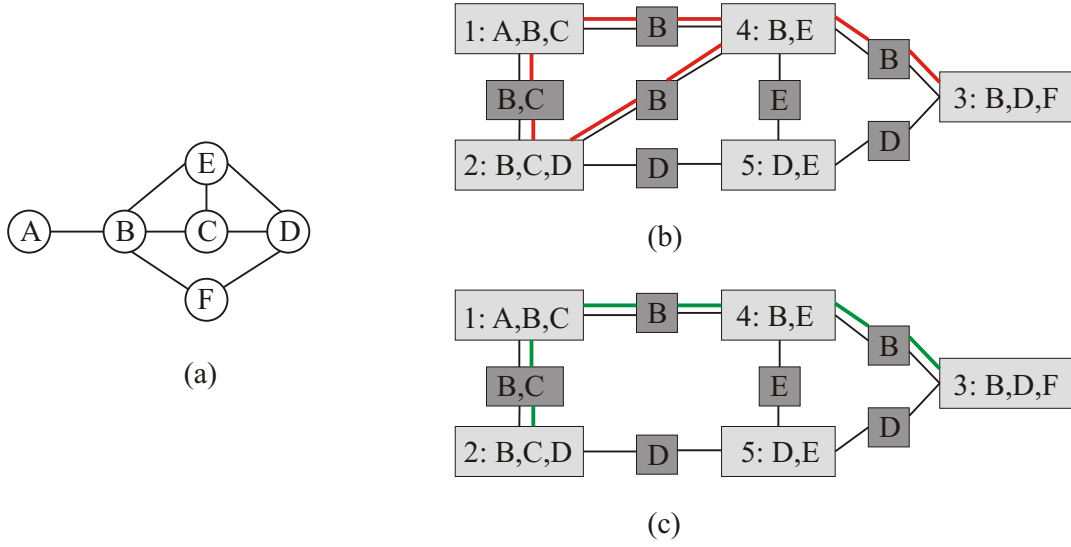 E
A
B
C
D
F
(a)
1: A,B,C
B
4: B,E
B
B,C
B
E
3: B,D,F
D
2: B,C,D
D
5: D,E
(b)
1: A,B,C
B
4: B,E
B
B,C
E
3: B,D,F
D
2: B,C,D
D
5: D,E
(c)